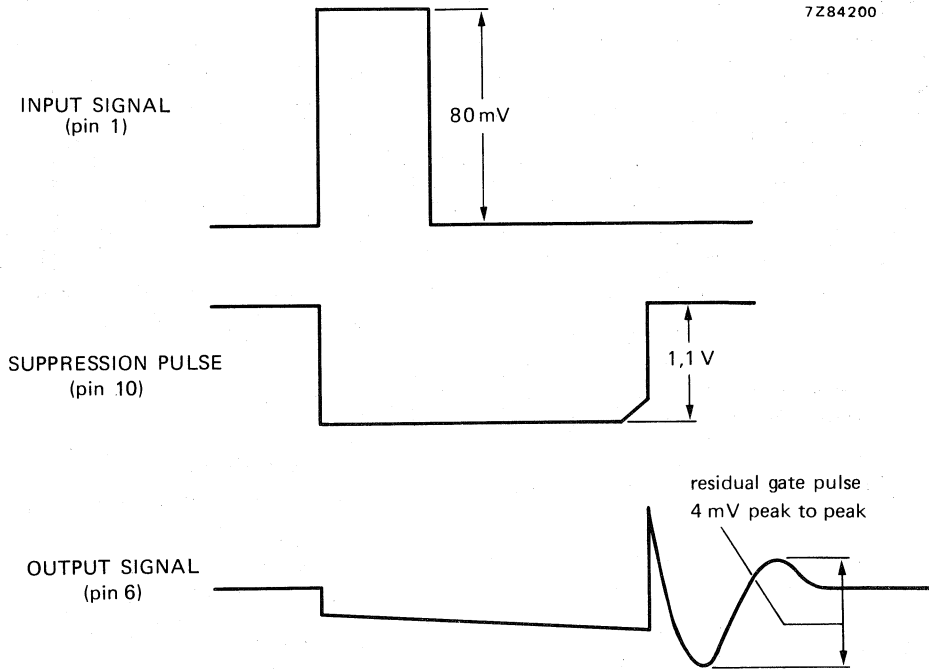 7Z84200
INPUT SIGNAL
(pin 1)
80 mV
SUPPRESSION PULSE
(pin 10)
1,1 V
residual gate pulse
4 mV peak to peak
OUTPUT SIGNAL
(pin 6)